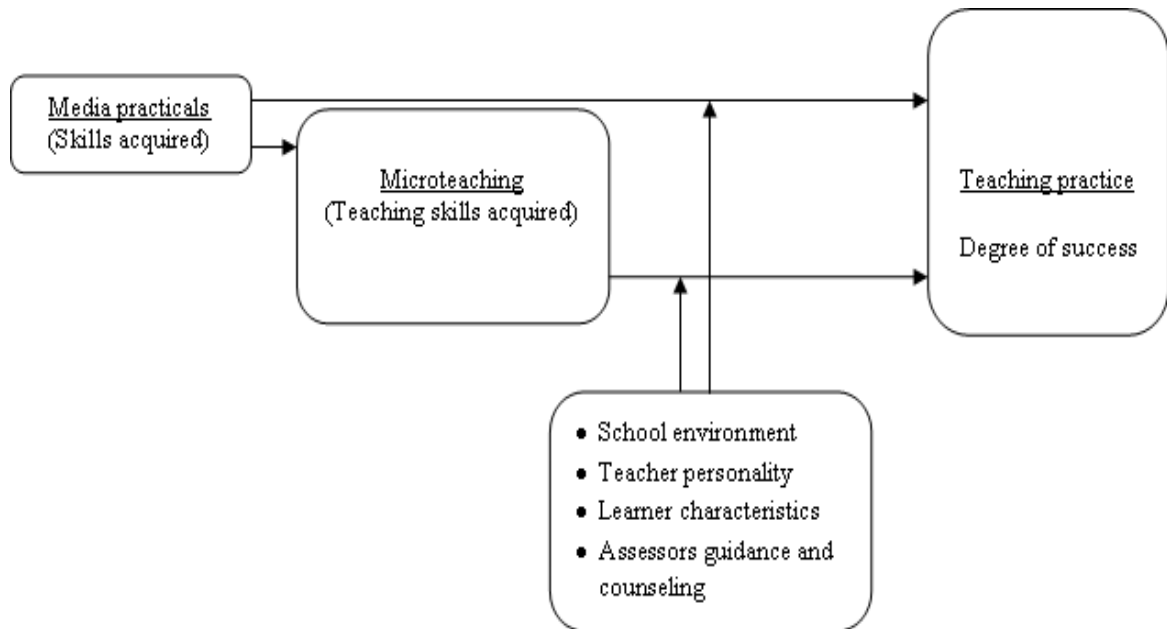 Media practicals
(Skills acquired)
Microteaching
(Teaching skills acquired)
Teaching practice
Degree of success
• School environment
• Teacher personality
• Learner characteristics
• Assessors guidance and
counseling